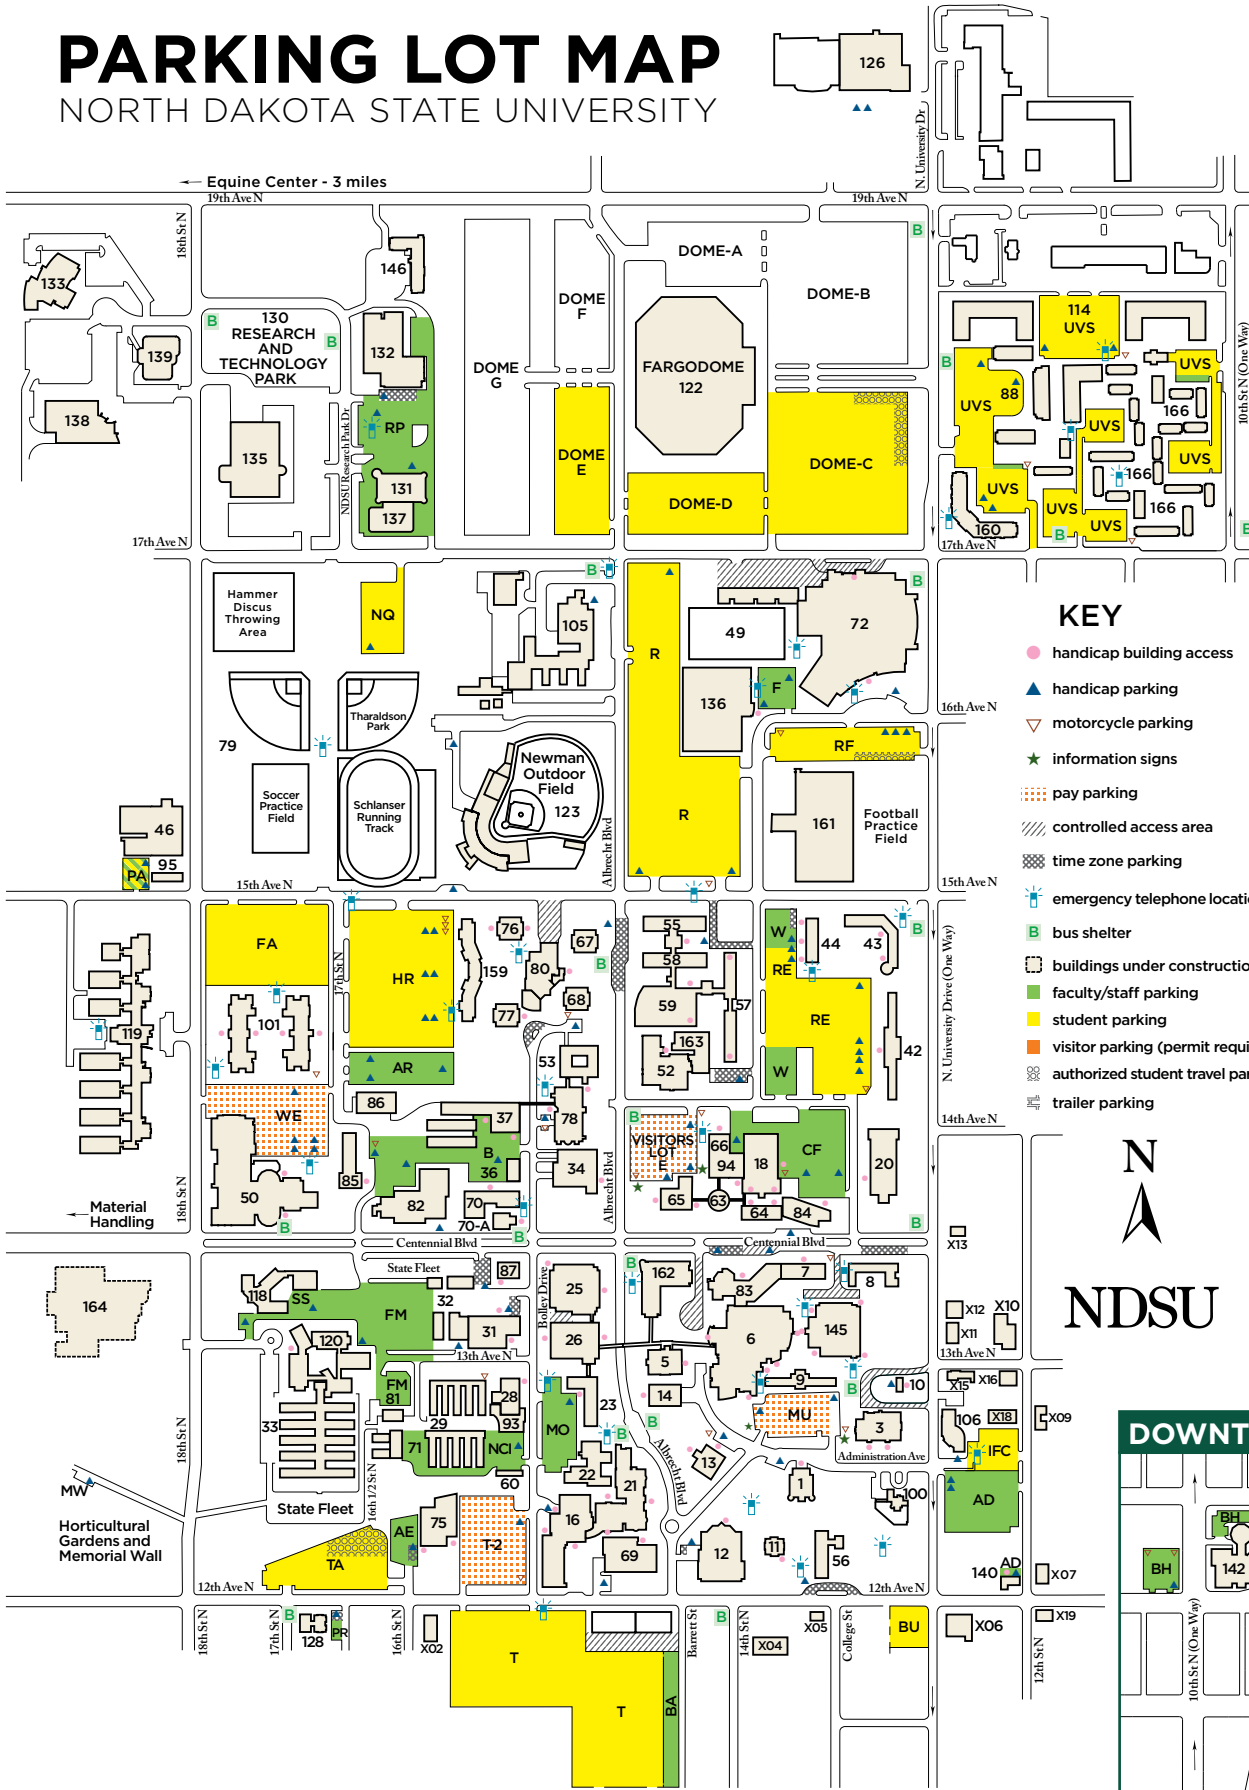 PARKING LOT MAP
NORTH DAKOTA STATE UNIVERSITY
126
N. University Dr
Equine Center - 3 miles
19th Ave N
19th Ave N
18th St N
133
139
138
146
B
130
RESEARCH
AND
TECHNOLOGY
PARK
B
132
RP
135
131
137
NDSU Research Park Dr
DOME
G
DOME
F
DOME
E
DOME-A
DOME-B
FARGODOME
122
DOME-C
DOME-D
B
114
UVS
B
UVS
88
UVS
166
UVS
UVS
166
UVS
166
UVS
UVS
160
B
B
10th St N (One Way)
17th Ave N
17th Ave N
Hammer
Discus
Throwing
Area
NQ
B
105
R
49
72
B
136
F
16th Ave N
79
Tharaldson
Park
Soccer
Practice
Field
Schlanser
Running
Track
Newman
Outdoor
Field
123
Albrecht Blvd
R
RF
161
Football
Practice
Field
46
PA
95
15th Ave N
15th Ave N
KEY
handicap building access
handicap parking
motorcycle parking
information signs
pay parking
controlled access area
time zone parking
emergency telephone locatio
B
bus shelter
buildings under constructio
faculty/staff parking
student parking
visitor parking (permit requi
authorized student travel par
trailer parking
FA
17th St N
HR
159
76
80
67
B
68
77
55
58
59
57
163
52
W
RE
RE
W
44
43
B
42
N. University Drive (One Way)
119
101
AR
53
86
WE
37
78
B
36
85
82
50
B
70
70-A
B
34
Albrecht Blvd
B
VISITORS
LOT
E
66
94
18
CF
65
63
64
84
20
B
14th Ave N
18th St N
Material
Handling
Centennial Blvd
Centennial Blvd
N
NDSU
X13
164
118
SS
State Fleet
87
FM
32
31
120
13th Ave N
FM
81
33
28
29
93
71
NCI
60
Bolley Drive
25
26
B
162
83
7
8
6
145
5
14
9
B
10
MU
3
Administration Ave
MO
23
B
B
Albrecht Blvd
13
22
21
16
69
X12
X10
X11
13th Ave N
X15
X16
106
X18
X09
IFC
AD
1
100
12
11
56
AD
140
X07
12th Ave N
18th St N
MW
Horticultural
Gardens and
Memorial Wall
State Fleet
16th 1/2 St N
TA
AE
75
T-2
12th Ave N
18th St N
17th St N
B
128
PR
16th St N
X02
T
T
BA
Barrett St
B
14th St N
X04
X05
College St
BU
X06
X19
12th St N
DOWNT
BH
BH
142
10th St N (One Way)